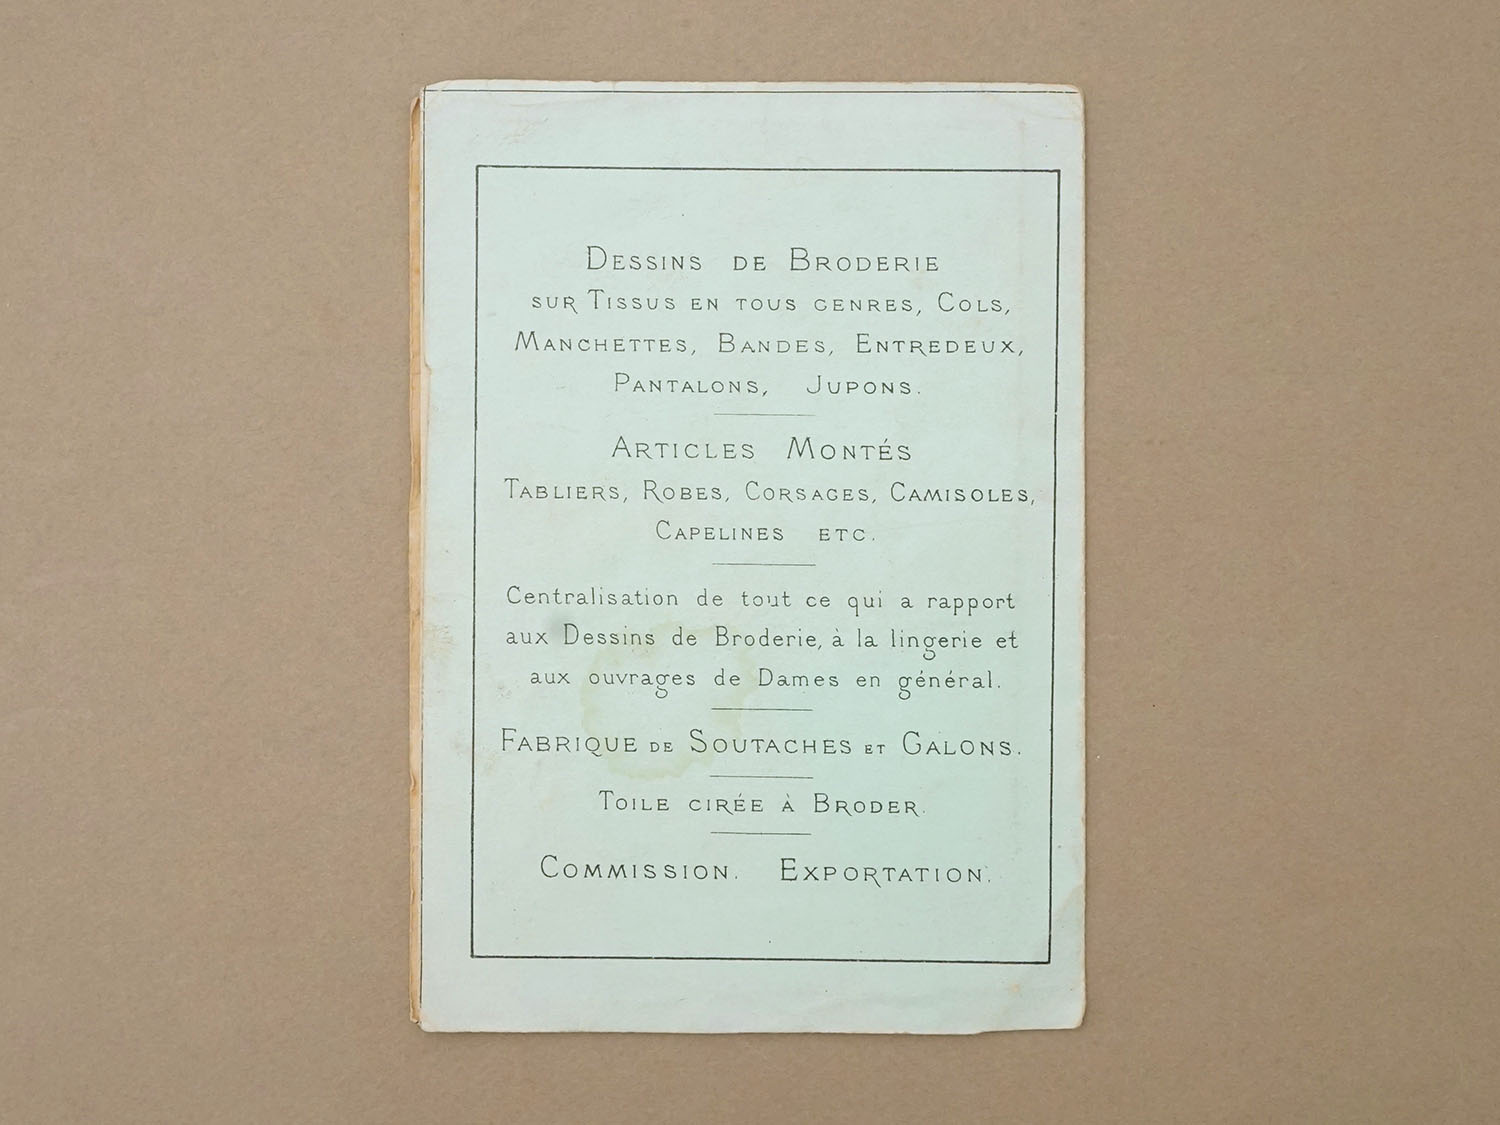 DESSINS DE BRODERIE
SUR TISSUS EN TOUS GENRES, COLS,
MANCHETTES, BANDES, ENTREDEUX,
PANTALONS, JUPONS.
ARTICLES MONTÉS
TABLIERS, ROBES, CORSAGES, CAMISOLES,
CAPELINES ETC.
Centralisation de tout ce qui a rapport
aux Dessins de Broderie, à la lingerie et
aux ouvrages de Dames en général.
FABRIQUE DE SOUTACHES ET GALONS.
TOILE CIRÉE À BRODER.
COMMISSION. EXPORTATION.